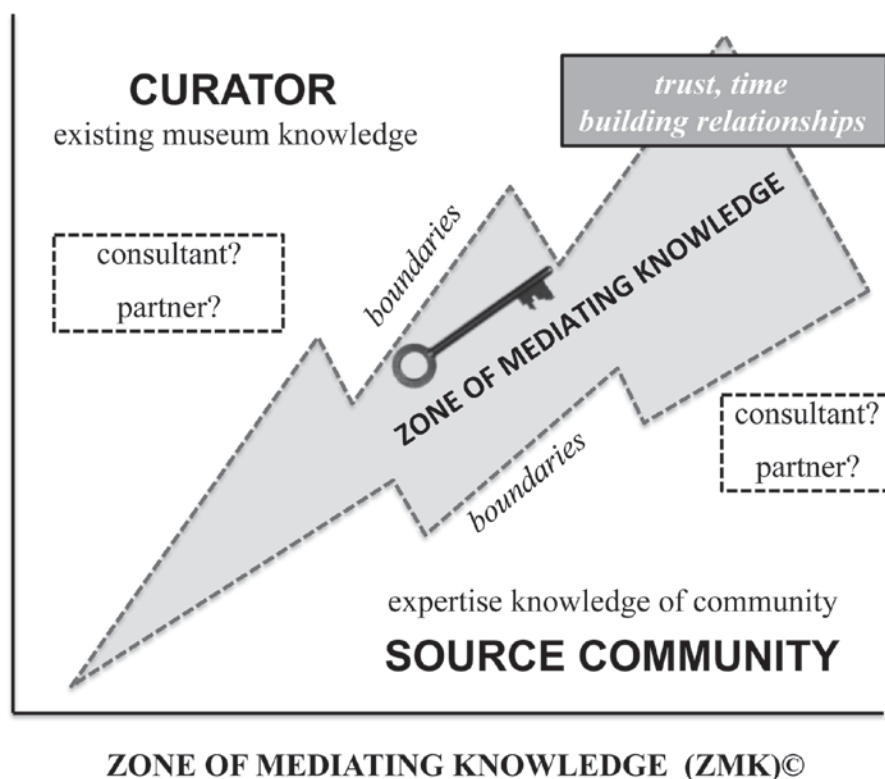 CURATOR
existing museum knowledge
trust, time
building relationships
consultant?
partner?
boundaries
ZONE OF MEDIATING KNOWLEDGE
boundaries
consultant?
partner?
expertise knowledge of community
SOURCE COMMUNITY
ZONE OF MEDIATING KNOWLEDGE (ZMK)©